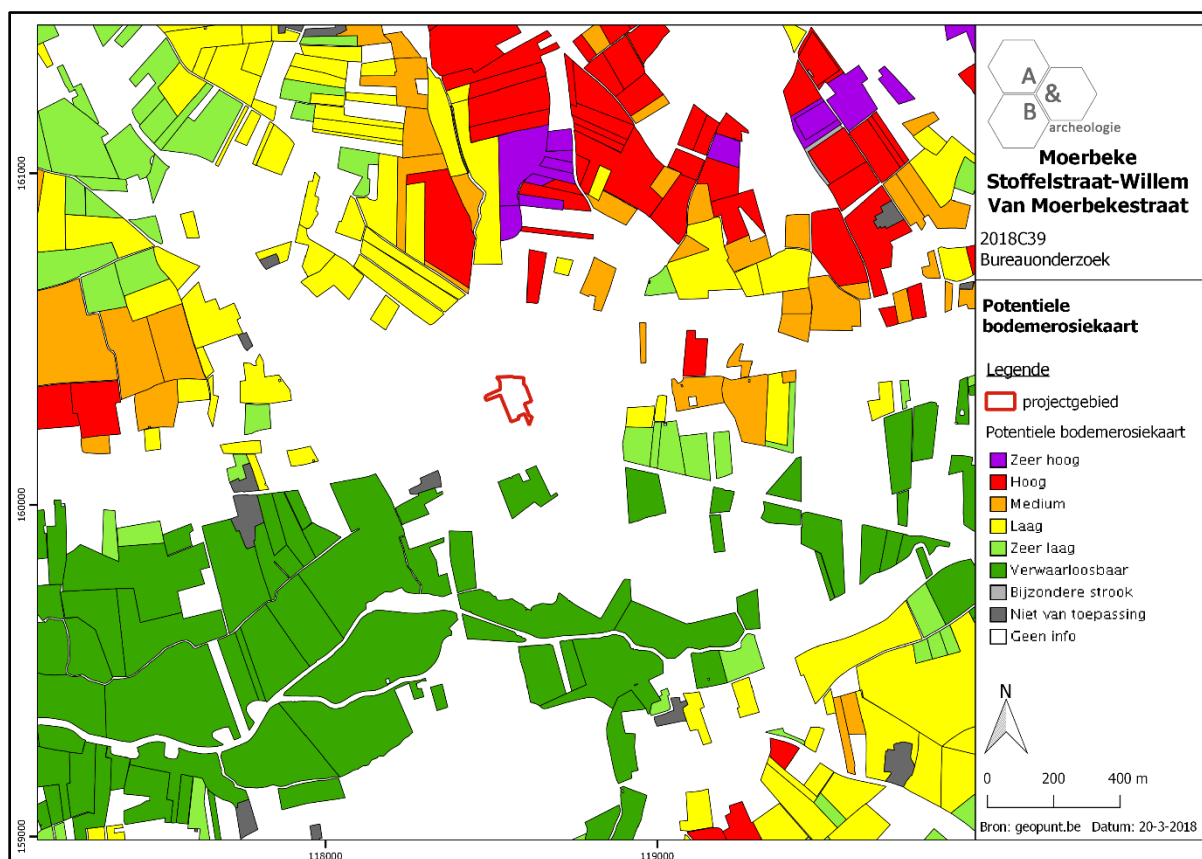 A
&
B
archeologie
Moerbeke
Stoffelstraat-Willem
Van Moerbekestraat
2018C39
Bureauonderzoek
Potentiele
bodemerosiekaart
Legende
projectgebied
Potentiele bodemerosiekaart
Zeer hoog
Hoog
Medium
Laag
Zeer laag
Verwaarloosbaar
Bijzondere strook
Niet van toepassing
Geen info
N
0 200 400 m
Bron: geopunt.be Datum: 20-3-2018
161000
160000
159000
118000
119000